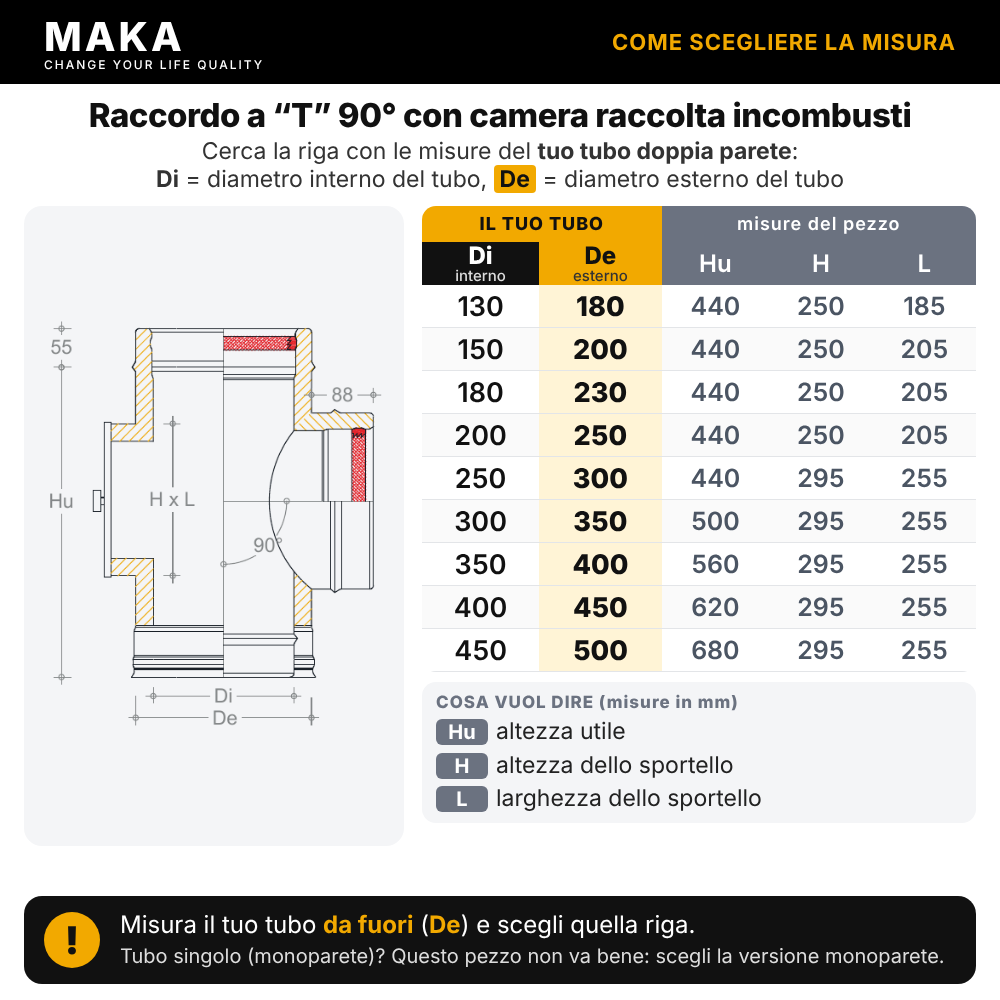 MAKA
CHANGE YOUR LIFE QUALITY
COME SCEGLIERE LA MISURA
Raccordo a “T” 90° con camera raccolta incombusti
Cerca la riga con le misure del tuo tubo doppia parete:
Di = diametro interno del tubo, De = diametro esterno del tubo
55
88
Hu
H x L
90°
Di
De
IL TUO TUBO misure del pezzo
Di De Hu H L
interno esterno
130 180 440 250 185
150 200 440 250 205
180 230 440 250 205
200 250 440 250 205
250 300 440 295 255
300 350 500 295 255
350 400 560 295 255
400 450 620 295 255
450 500 680 295 255
COSA VUOL DIRE (misure in mm)
Hu altezza utile
H altezza dello sportello
L larghezza dello sportello
! Misura il tuo tubo da fuori (De) e scegli quella riga.
Tubo singolo (monoparete)? Questo pezzo non va bene: scegli la versione monoparete.